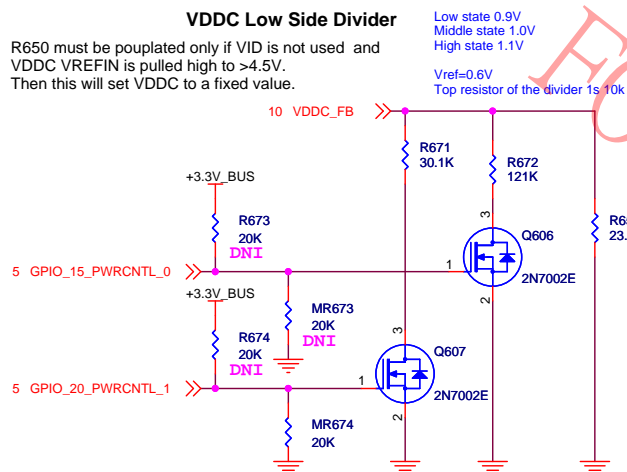 VDDC Low Side Divider
Low state 0.9V
Middle state 1.0V
High state 1.1V
R650 must be pouplated only if VID is not used and
VDDC VREFIN is pulled high to >4.5V.
Then this will set VDDC to a fixed value.
Vref=0.6V
Top resistor of the divider 1s 10k
10 VDDC_FB
R671
30.1K
R672
121K
+3.3V_BUS
R673
20K
DNI
3
Q606
1
2N7002E
2
23.
5 GPIO_15_PWRCNTL_0
+3.3V_BUS
MR673
20K
DNI
R674
20K
DNI
3
Q607
1
2N7002E
2
5 GPIO_20_PWRCNTL_1
MR674
20K